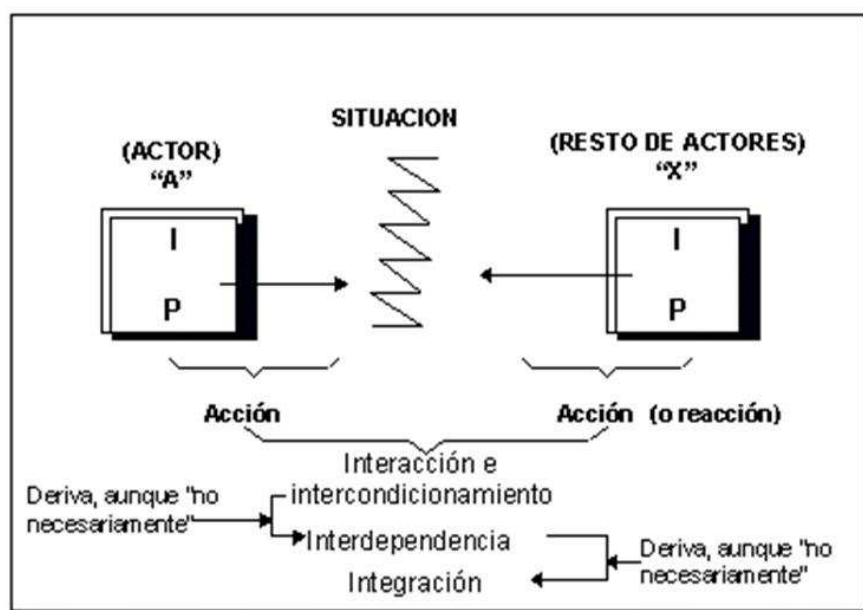 SITUACION
(ACTOR)
“A”
(RESTO DE ACTORES)
“X”
I
P
I
P
Acción
Acción (o reacción)
Interacción e
intercondicionamiento
Deriva, aunque "no
necesariamente"
Interdependencia
Deriva, aunque "no
necesariamente"
Integración